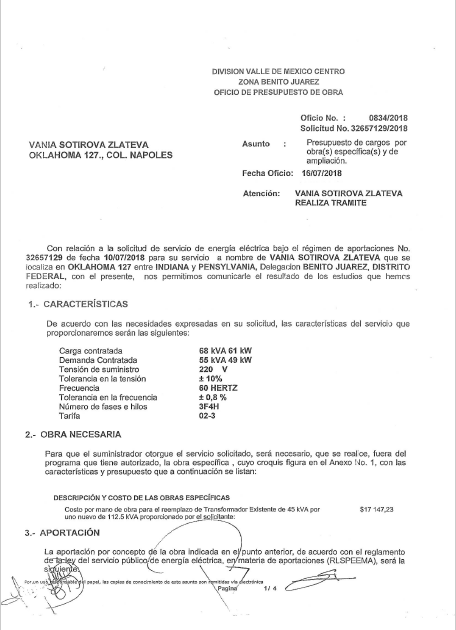 DIVISION VALLE DE MEXICO CENTRO
ZONA BENITO JUAREZ
OFICIO DE PRESUPUESTO DE OBRA
Oficio No. : 0834/2018
Solicitud No. 32657129/2018
VANIA SOTIROVA ZLATEVA
OKLAHOMA 127., COL. NAPOLES
Asunto : Presupuesto de cargos por
obra(s) específica(s) y de
ampliación.
Fecha Oficio: 16/07/2018
Atención: VANIA SOTIROVA ZLATEVA
REALIZA TRAMITE
Con relación a la solicitud de servicio de energía eléctrica bajo el régimen de aportaciones No.
32657129 de fecha 10/07/2018 para su servicio a nombre de VANIA SOTIROVA ZLATEVA que se
localiza en OKLAHOMA 127 entre INDIANA y PENSYLVANIA, Delegacion BENITO JUAREZ, DISTRITO
FEDERAL, con el presente, nos permitimos comunicarle el resultado de los estudios que hemos
realizado:
1.- CARACTERÍSTICAS
De acuerdo con las necesidades expresadas en su solicitud, las características del servicio que
proporcionaremos serán las siguientes:
Carga contratada 68 kVA 61 kW
Demanda Contratada 55 kVA 49 kW
Tensión de suministro 220 V
Tolerancia en la tensión ± 10%
Frecuencia 60 HERTZ
Tolerancia en la frecuencia ± 0,8 %
Número de fases e hilos 3F4H
Tarifa 02-3
2.- OBRA NECESARIA
Para que el suministrador otorgue el servicio solicitado, será necesario, que se realice, fuera del
programa que tiene autorizado, la obra específica , cuyo croquis figura en el Anexo No. 1, con las
características y presupuesto que a continuación se listan:
DESCRIPCIÓN Y COSTO DE LAS OBRAS ESPECÍFICAS
Costo por mano de obra para el reemplazo de Transformador Existente de 45 kVA por $17 147,23
uno nuevo de 112.5 kVA proporcionado por el solicitante:
3.- APORTACIÓN
La aportación por concepto de la obra indicada en el punto anterior, de acuerdo con el reglamento
de la ley del servicio público de energía eléctrica, en materia de aportaciones (RLSPEEMA), será la
siguiente:
Por un uso responsable del papel, las copias de conocimiento de este asunto son remitidas vía electrónica
Pagina 1/ 4